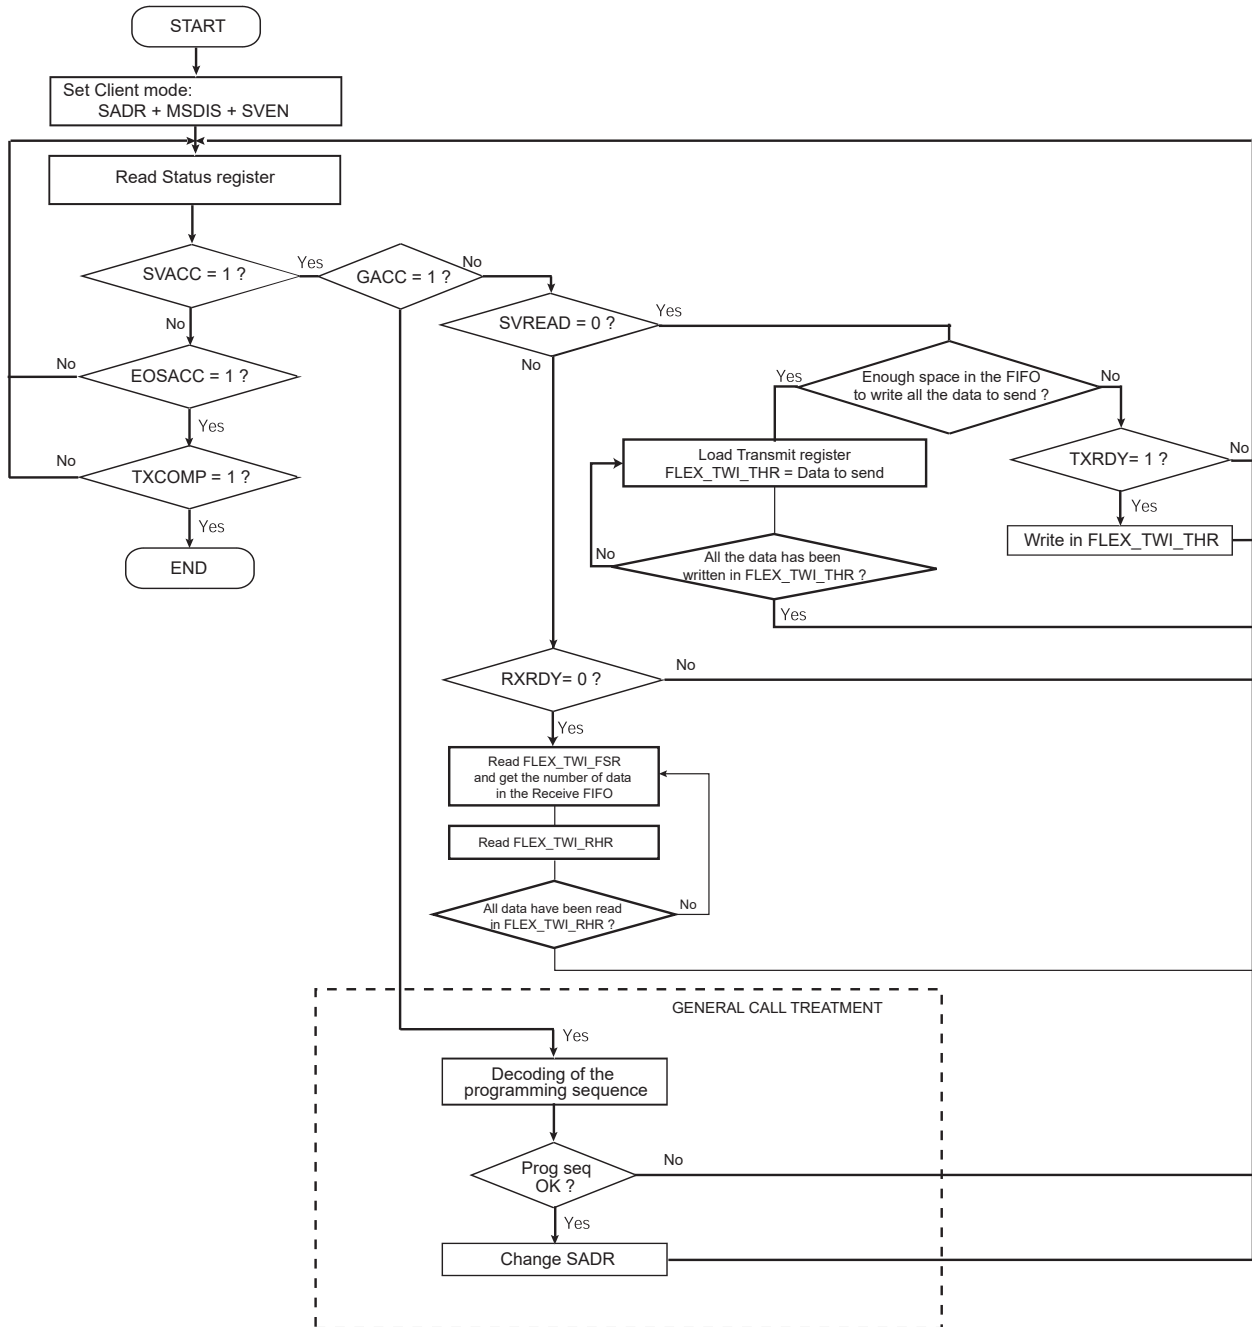 START
Set Client mode:
SADR + MSDIS + SVEN
Read Status register
SVACC = 1 ?
Yes
GACC = 1 ?
No
SVREAD = 0 ?
Yes
No
No
EOSACC = 1 ?
No
Yes
Enough space in the FIFO
to write all the data to send ?
Yes
No
Load Transmit register
FLEX_TWI_THR = Data to send
TXRDY= 1 ?
No
Yes
Write in FLEX_TWI_THR
No
TXCOMP = 1 ?
Yes
END
No
All the data has been
written in FLEX_TWI_THR ?
Yes
RXRDY= 0 ?
No
Yes
Read FLEX_TWI_FSR
and get the number of data
in the Receive FIFO
Read FLEX_TWI_RHR
All data have been read
in FLEX_TWI_RHR ?
No
GENERAL CALL TREATMENT
Yes
Decoding of the
programming sequence
Prog seq
OK ?
No
Yes
Change SADR